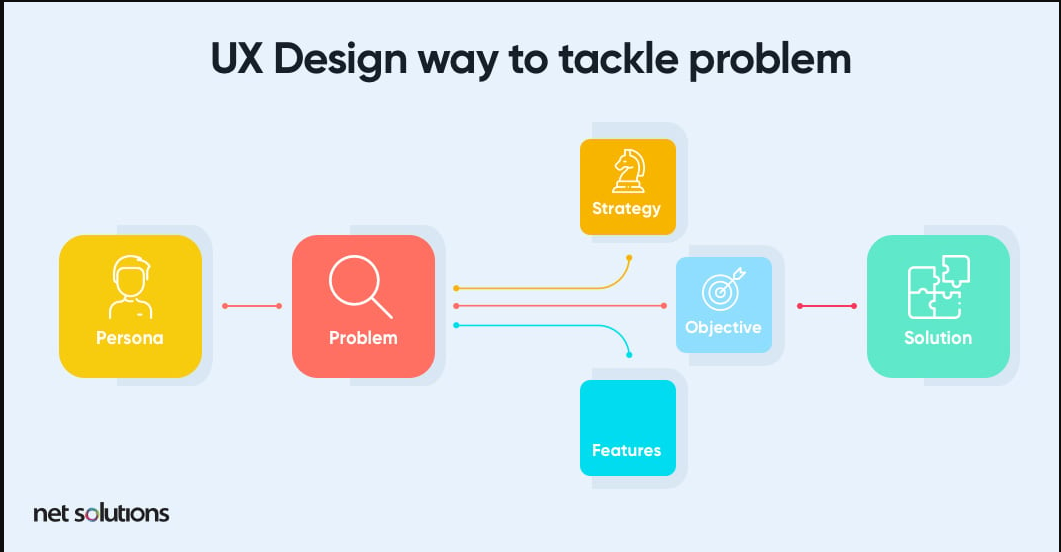 UX Design way to tackle problem
Strategy
Persona
Problem
Objective
Solution
Features
net solutions